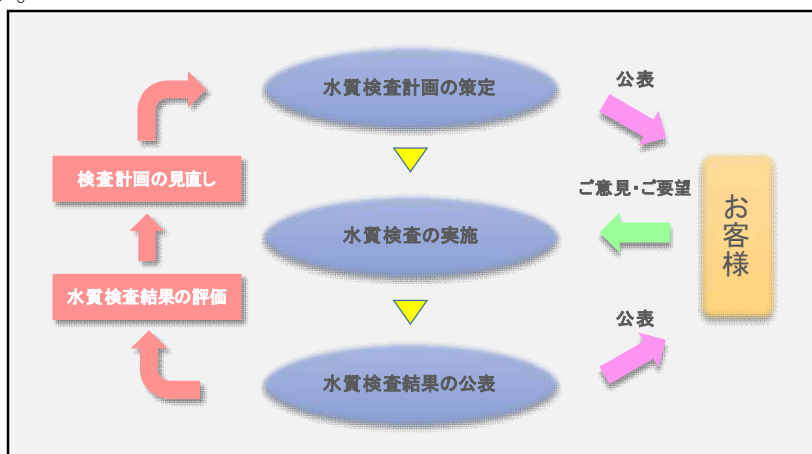 水質検査計画の策定
公表
検査計画の見直し
ご意見・ご要望
水質検査の実施
お客様
水質検査結果の評価
公表
水質検査結果の公表